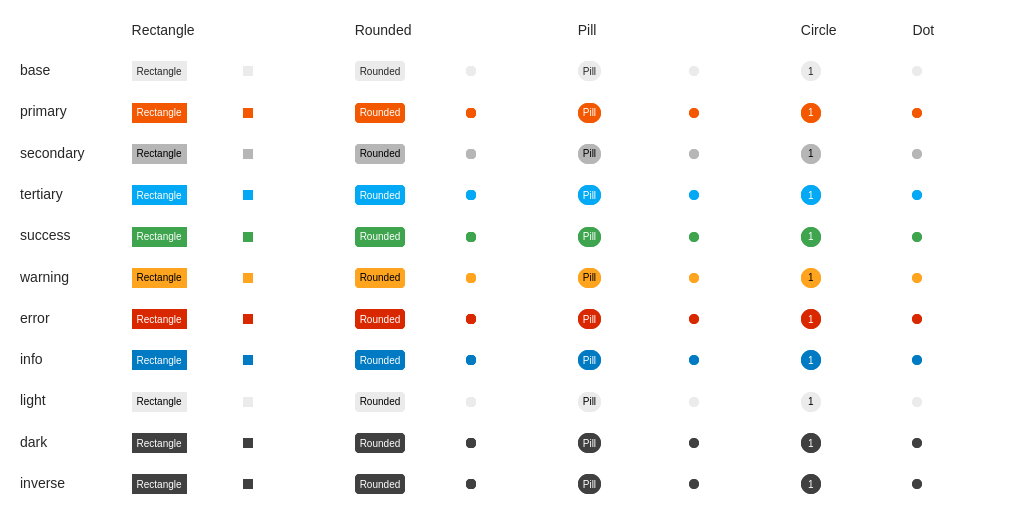 Rectangle Rounded Pill Circle Dot
base Rectangle Rounded Pill 1
primary Rectangle Rounded Pill 1
secondary Rectangle Rounded Pill 1
tertiary Rectangle Rounded Pill 1
success Rectangle Rounded Pill 1
warning Rectangle Rounded Pill 1
error Rectangle Rounded Pill 1
info Rectangle Rounded Pill 1
light Rectangle Rounded Pill 1
dark Rectangle Rounded Pill 1
inverse Rectangle Rounded Pill 1